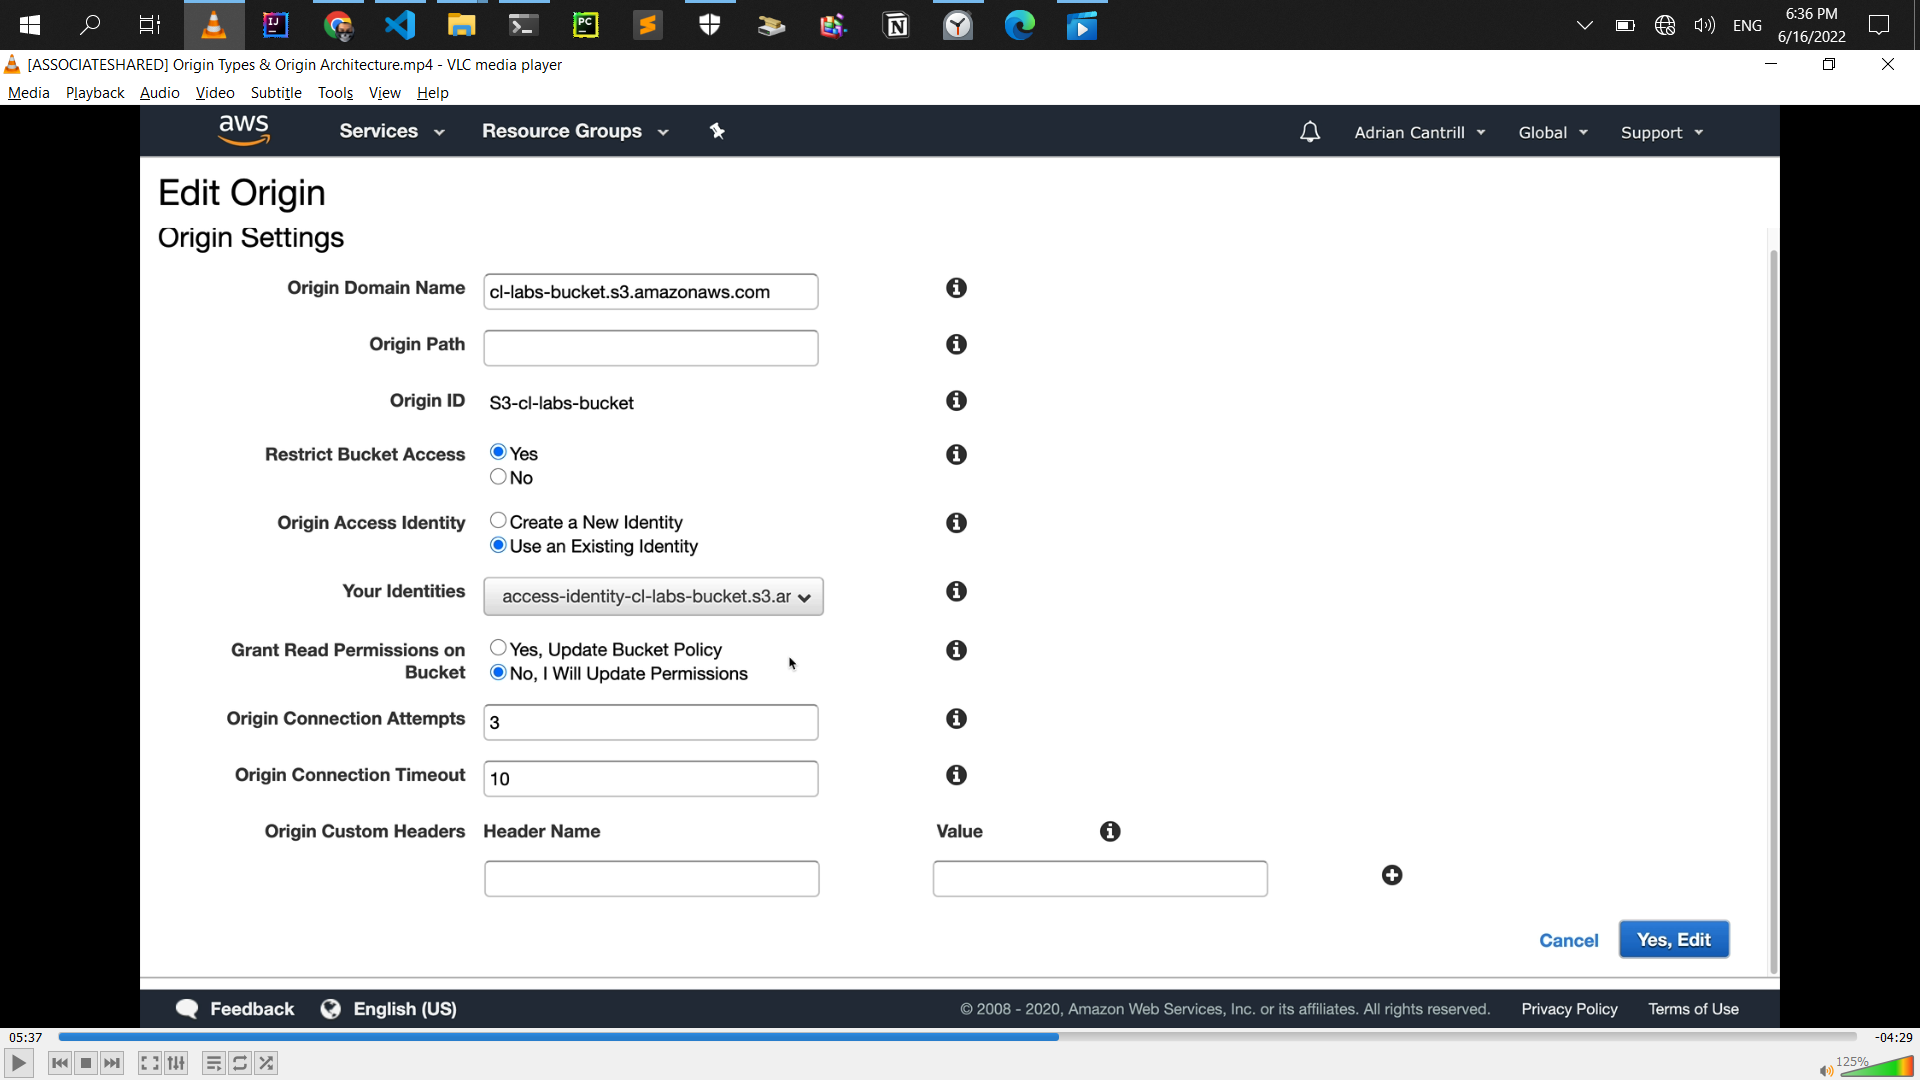 ENG
6:36 PM
6/16/2022
[ASSOCIATESHARED] Origin Types & Origin Architecture.mp4 - VLC media player
Media Playback Audio Video Subtitle Tools View Help
aws Services Resource Groups Adrian Cantrill Global Support
Edit Origin
Origin Settings
Origin Domain Name cl-labs-bucket.s3.amazonaws.com
Origin Path
Origin ID S3-cl-labs-bucket
Restrict Bucket Access Yes
No
Origin Access Identity Create a New Identity
Use an Existing Identity
Your Identities access-identity-cl-labs-bucket.s3.ar
Grant Read Permissions on Bucket Yes, Update Bucket Policy
No, I Will Update Permissions
Origin Connection Attempts 3
Origin Connection Timeout 10
Origin Custom Headers Header Name Value
Cancel Yes, Edit
Feedback English (US) © 2008 - 2020, Amazon Web Services, Inc. or its affiliates. All rights reserved. Privacy Policy Terms of Use
05:37 -04:29
125%